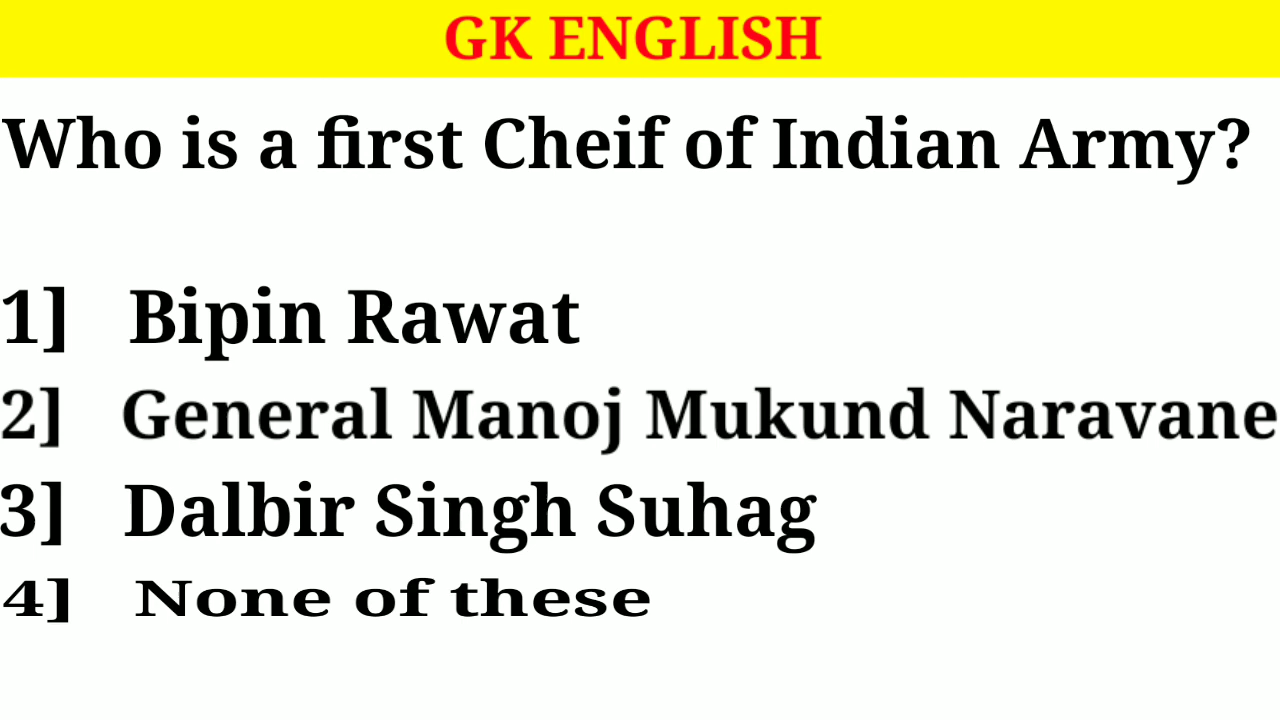 GK ENGLISH
Who is a first Cheif of Indian Army?
1] Bipin Rawat
2] General Manoj Mukund Naravane
3] Dalbir Singh Suhag
4] None of these